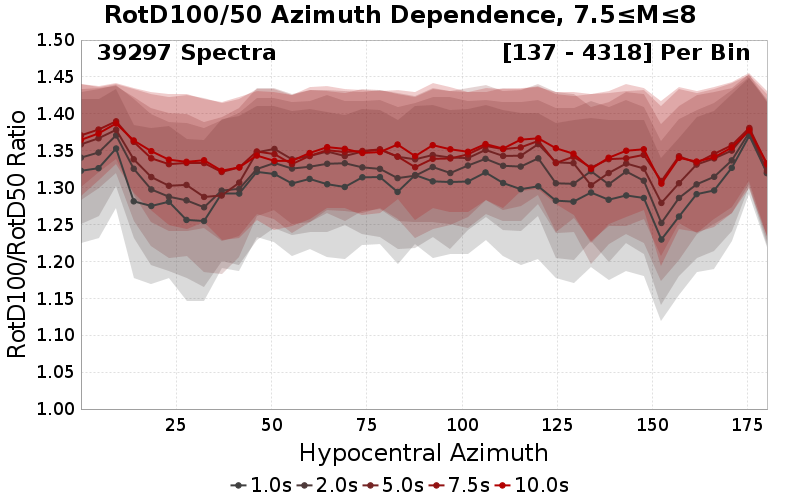 RotD100/50 Azimuth Dependence, 7.5≤M≤8
39297 Spectra
[137 - 4318] Per Bin
RotD100/RotD50 Ratio
1.50
1.45
1.40
1.35
1.30
1.25
1.20
1.15
1.10
1.05
1.00
25 50 75 100 125 150 175
Hypocentral Azimuth
1.0s 2.0s 5.0s 7.5s 10.0s